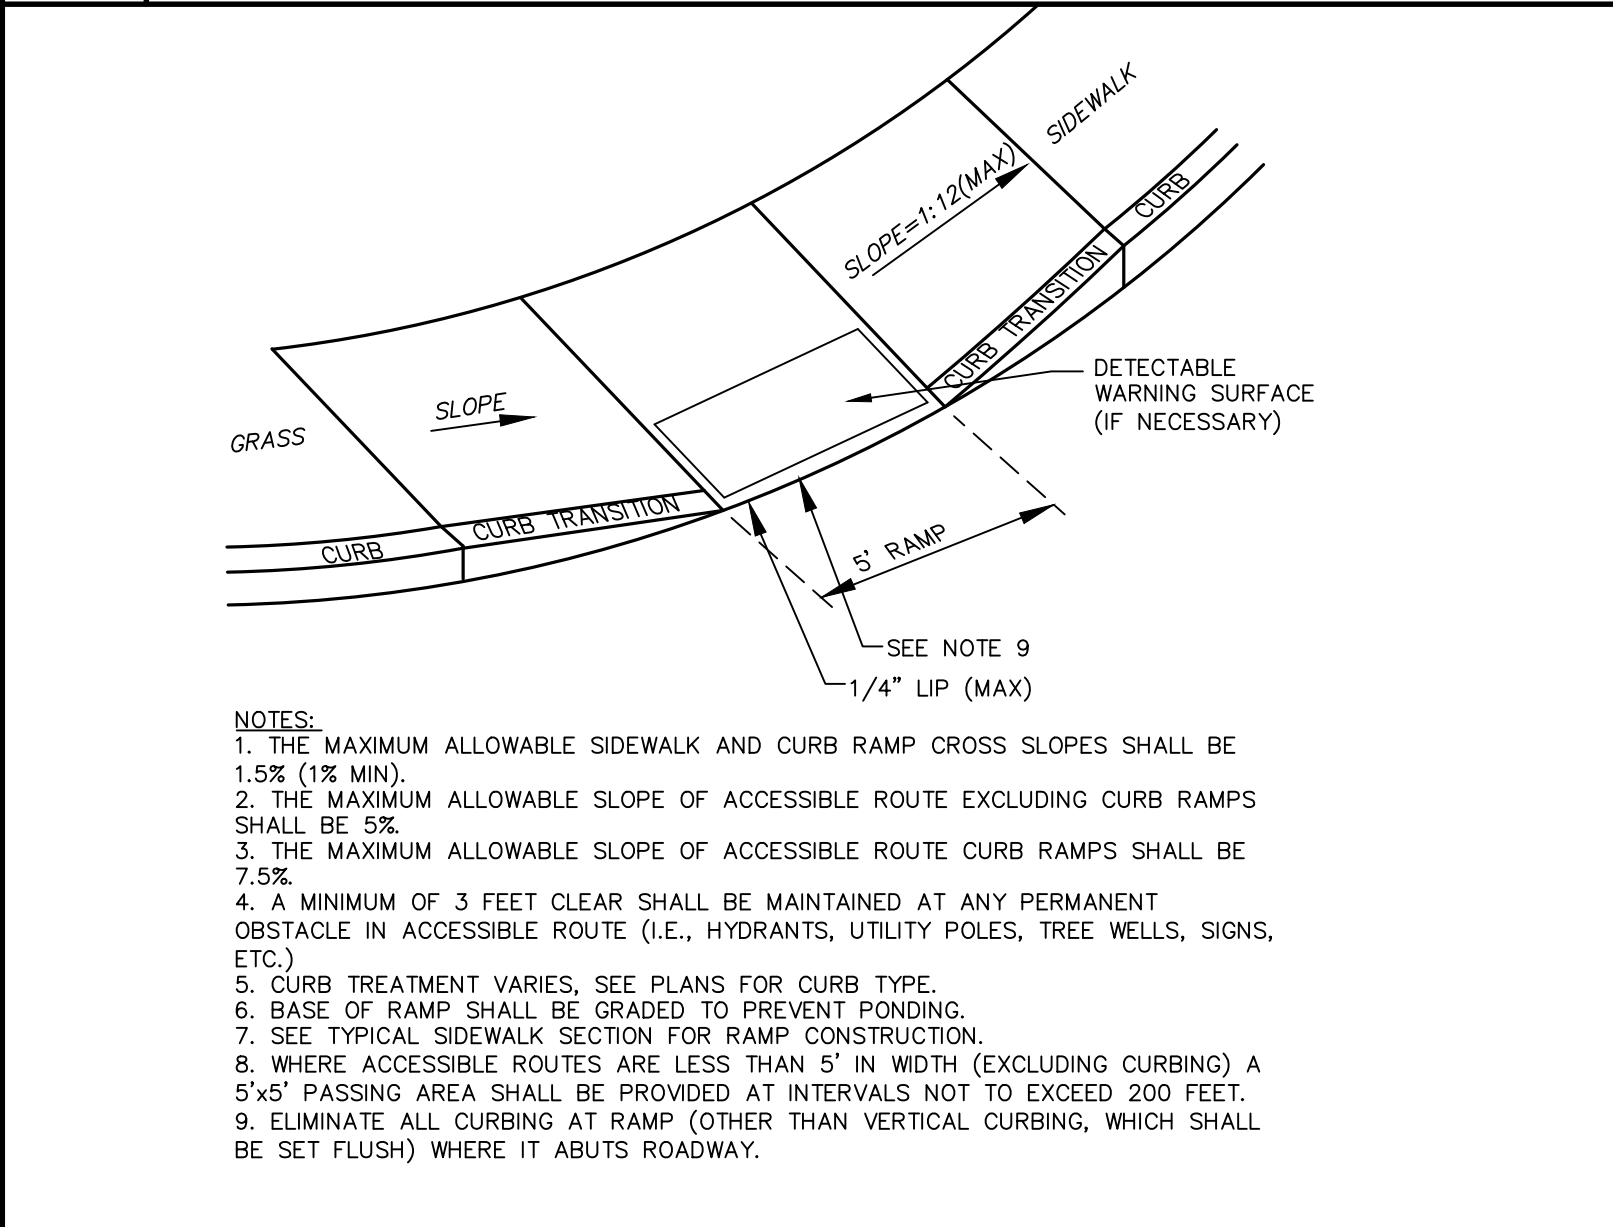 SIDEWALK
SLOPE=1:12(MAX)
CURB
CURB TRANSITION
DETECTABLE
WARNING SURFACE
(IF NECESSARY)
SLOPE
GRASS
CURB TRANSITION
CURB
5' RAMP
SEE NOTE 9
1/4" LIP (MAX)
NOTES:
1. THE MAXIMUM ALLOWABLE SIDEWALK AND CURB RAMP CROSS SLOPES SHALL BE
1.5% (1% MIN).
2. THE MAXIMUM ALLOWABLE SLOPE OF ACCESSIBLE ROUTE EXCLUDING CURB RAMPS
SHALL BE 5%.
3. THE MAXIMUM ALLOWABLE SLOPE OF ACCESSIBLE ROUTE CURB RAMPS SHALL BE
7.5%.
4. A MINIMUM OF 3 FEET CLEAR SHALL BE MAINTAINED AT ANY PERMANENT
OBSTACLE IN ACCESSIBLE ROUTE (I.E., HYDRANTS, UTILITY POLES, TREE WELLS, SIGNS,
ETC.)
5. CURB TREATMENT VARIES, SEE PLANS FOR CURB TYPE.
6. BASE OF RAMP SHALL BE GRADED TO PREVENT PONDING.
7. SEE TYPICAL SIDEWALK SECTION FOR RAMP CONSTRUCTION.
8. WHERE ACCESSIBLE ROUTES ARE LESS THAN 5' IN WIDTH (EXCLUDING CURBING) A
5'x5' PASSING AREA SHALL BE PROVIDED AT INTERVALS NOT TO EXCEED 200 FEET.
9. ELIMINATE ALL CURBING AT RAMP (OTHER THAN VERTICAL CURBING, WHICH SHALL
BE SET FLUSH) WHERE IT ABUTS ROADWAY.